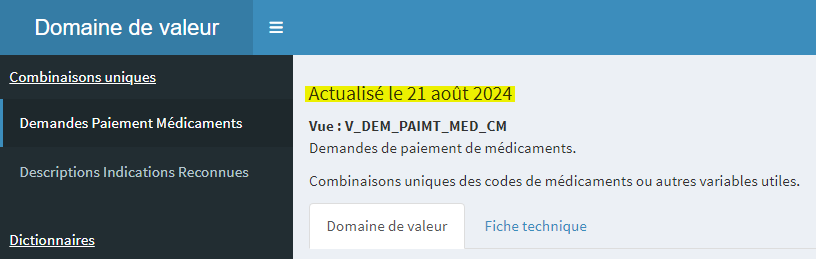 Domaine de valeur
Combinaisons uniques
Demandes Paiement Médicaments
Descriptions Indications Reconnues
Dictionnaires
Actualisé le 21 août 2024
Vue : V_DEM_PAIMT_MED_CM
Demandes de paiement de médicaments.
Combinaisons uniques des codes de médicaments ou autres variables utiles.
Domaine de valeur
Fiche technique